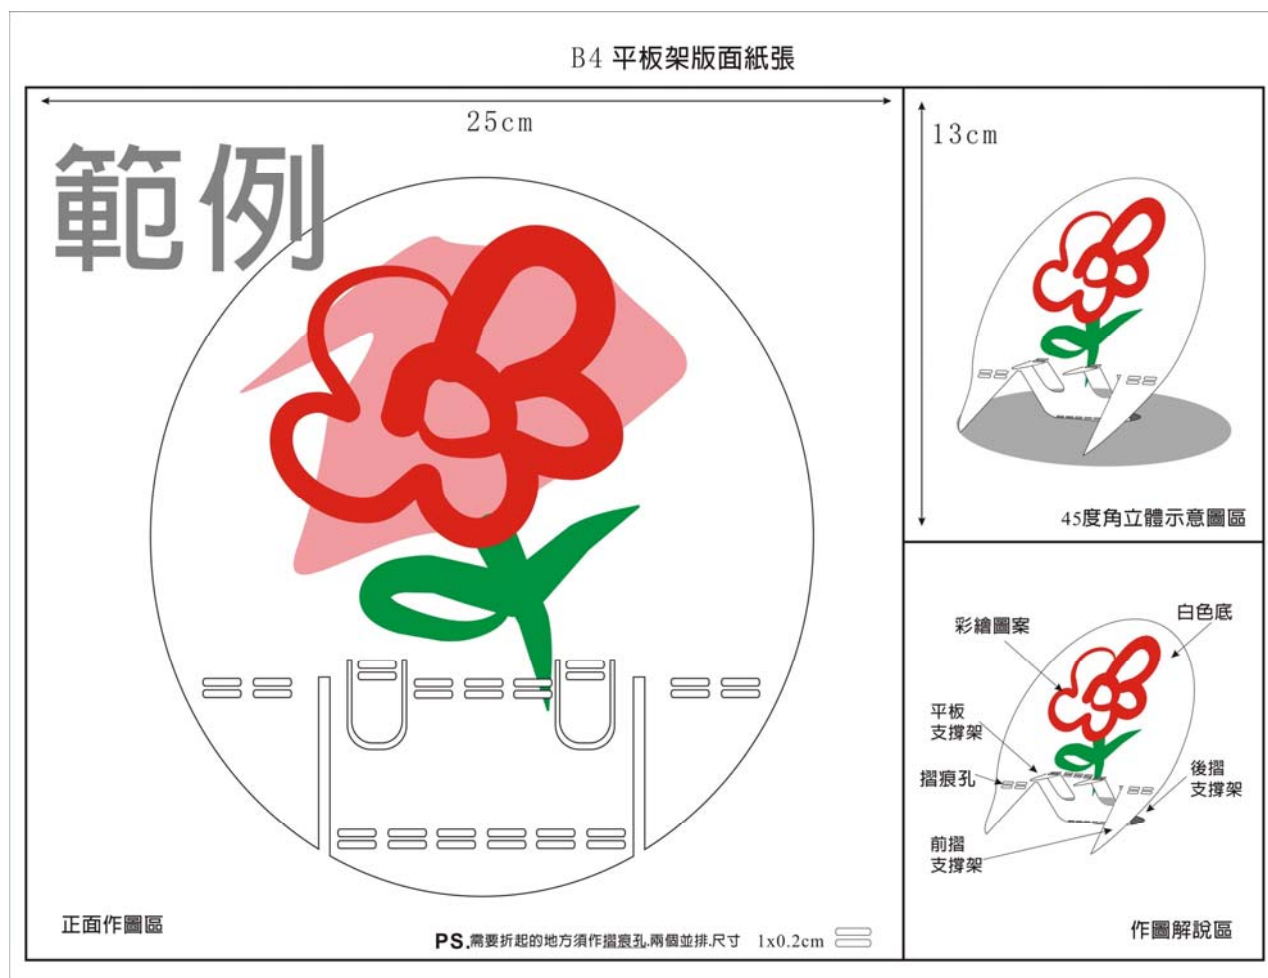 B4 平板架版面紙張
25cm
範例
13cm
45度角立體示意圖區
彩繪圖案
白色底
平板
支撐架
摺痕孔
後摺
支撐架
前摺
支撐架
正面作圖區
PS.需要折起的地方須作摺痕孔.兩個並排.尺寸 1x0.2cm
作圖解說區